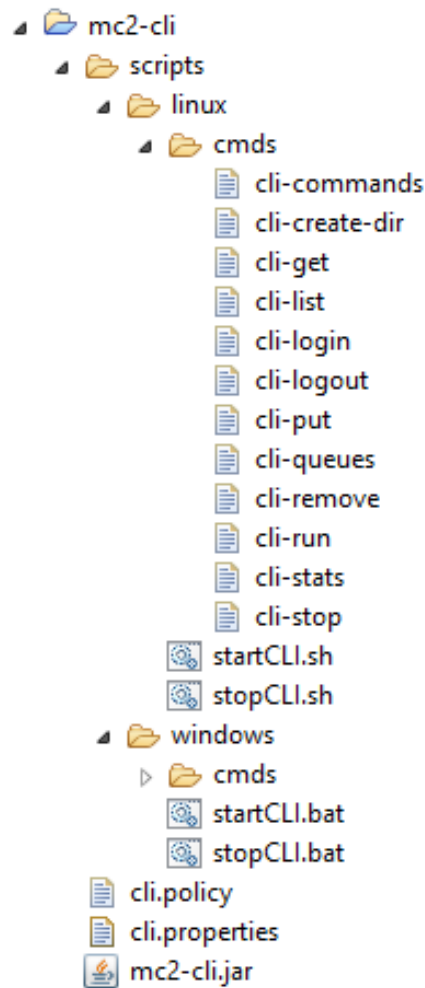 mc2-cli
scripts
linux
cmds
cli-commands
cli-create-dir
cli-get
cli-list
cli-login
cli-logout
cli-put
cli-queues
cli-remove
cli-run
cli-stats
cli-stop
startCLI.sh
stopCLI.sh
windows
cmds
startCLI.bat
stopCLI.bat
cli.policy
cli.properties
mc2-cli.jar